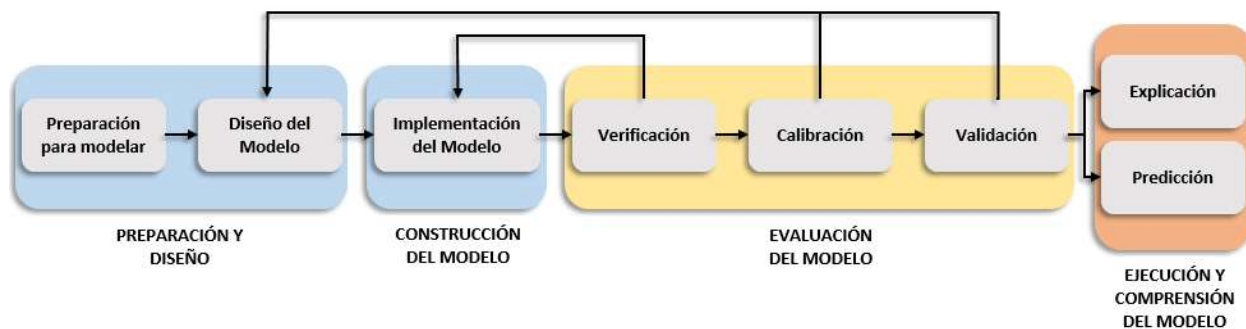 Preparación
para modelar
Diseño del
Modelo
Implementación
del Modelo
Verificación
Calibración
Validación
Explicación
Predicción
PREPARACIÓN Y
DISEÑO
CONSTRUCCIÓN
DEL MODELO
EVALUACIÓN
DEL MODELO
EJECUCIÓN Y
COMPRENSIÓN
DEL MODELO